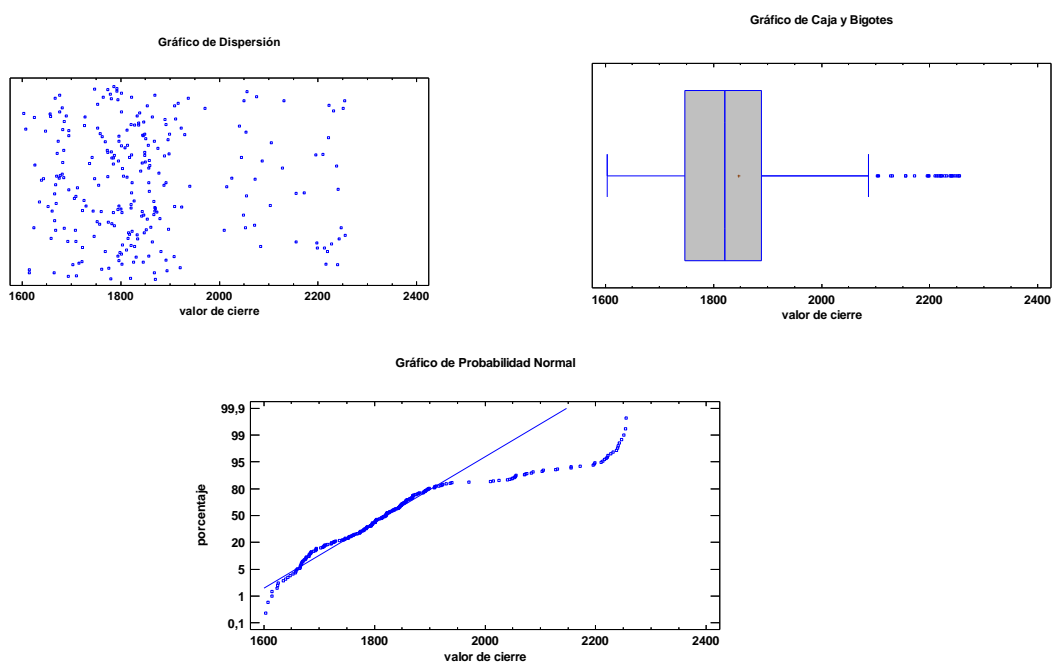 Gráfico de Dispersión
1600 1800 2000 2200 2400
valor de cierre
Gráfico de Caja y Bigotes
1600 1800 2000 2200 2400
valor de cierre
Gráfico de Probabilidad Normal
porcentaje
99,9
99
95
80
50
20
5
1
0,1
1600 1800 2000 2200 2400
valor de cierre